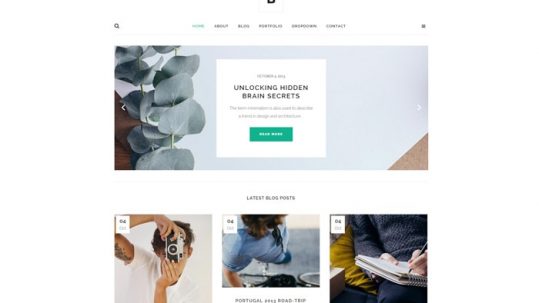 B
HOME ABOUT BLOG PORTFOLIO DROPDOWN CONTACT
OCTOBER 5, 2015
UNLOCKING HIDDEN
BRAIN SECRETS
The term minimalism is also used to describe
a trend in design and architecture
READ MORE
LATEST BLOG POSTS
04 04 04
Oct Oct Oct
PORTUGAL 2015 ROAD-TRIP